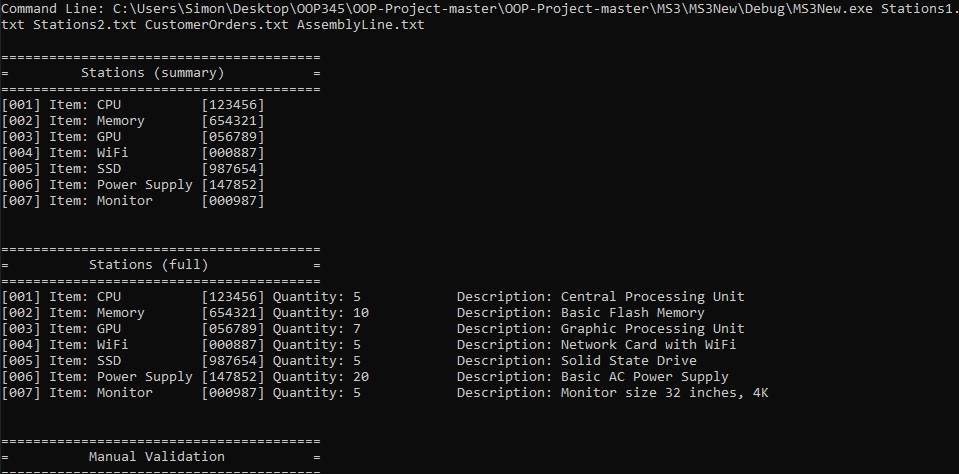 Command Line: C:\Users\Simon\Desktop\OOP345\OOP-Project-master\OOP-Project-master\MS3\MS3New\Debug\MS3New.exe Stations1.
txt Stations2.txt CustomerOrders.txt AssemblyLine.txt
========================================
=         Stations (summary)           =
========================================
[001] Item: CPU          [123456]
[002] Item: Memory       [654321]
[003] Item: GPU          [056789]
[004] Item: WiFi         [000887]
[005] Item: SSD          [987654]
[006] Item: Power Supply [147852]
[007] Item: Monitor      [000987]
========================================
=          Stations (full)             =
========================================
[001] Item: CPU          [123456] Quantity: 5            Description: Central Processing Unit
[002] Item: Memory       [654321] Quantity: 10           Description: Basic Flash Memory
[003] Item: GPU          [056789] Quantity: 7            Description: Graphic Processing Unit
[004] Item: WiFi         [000887] Quantity: 5            Description: Network Card with WiFi
[005] Item: SSD          [987654] Quantity: 5            Description: Solid State Drive
[006] Item: Power Supply [147852] Quantity: 20           Description: Basic AC Power Supply
[007] Item: Monitor      [000987] Quantity: 5            Description: Monitor size 32 inches, 4K
========================================
=          Manual Validation           =
========================================